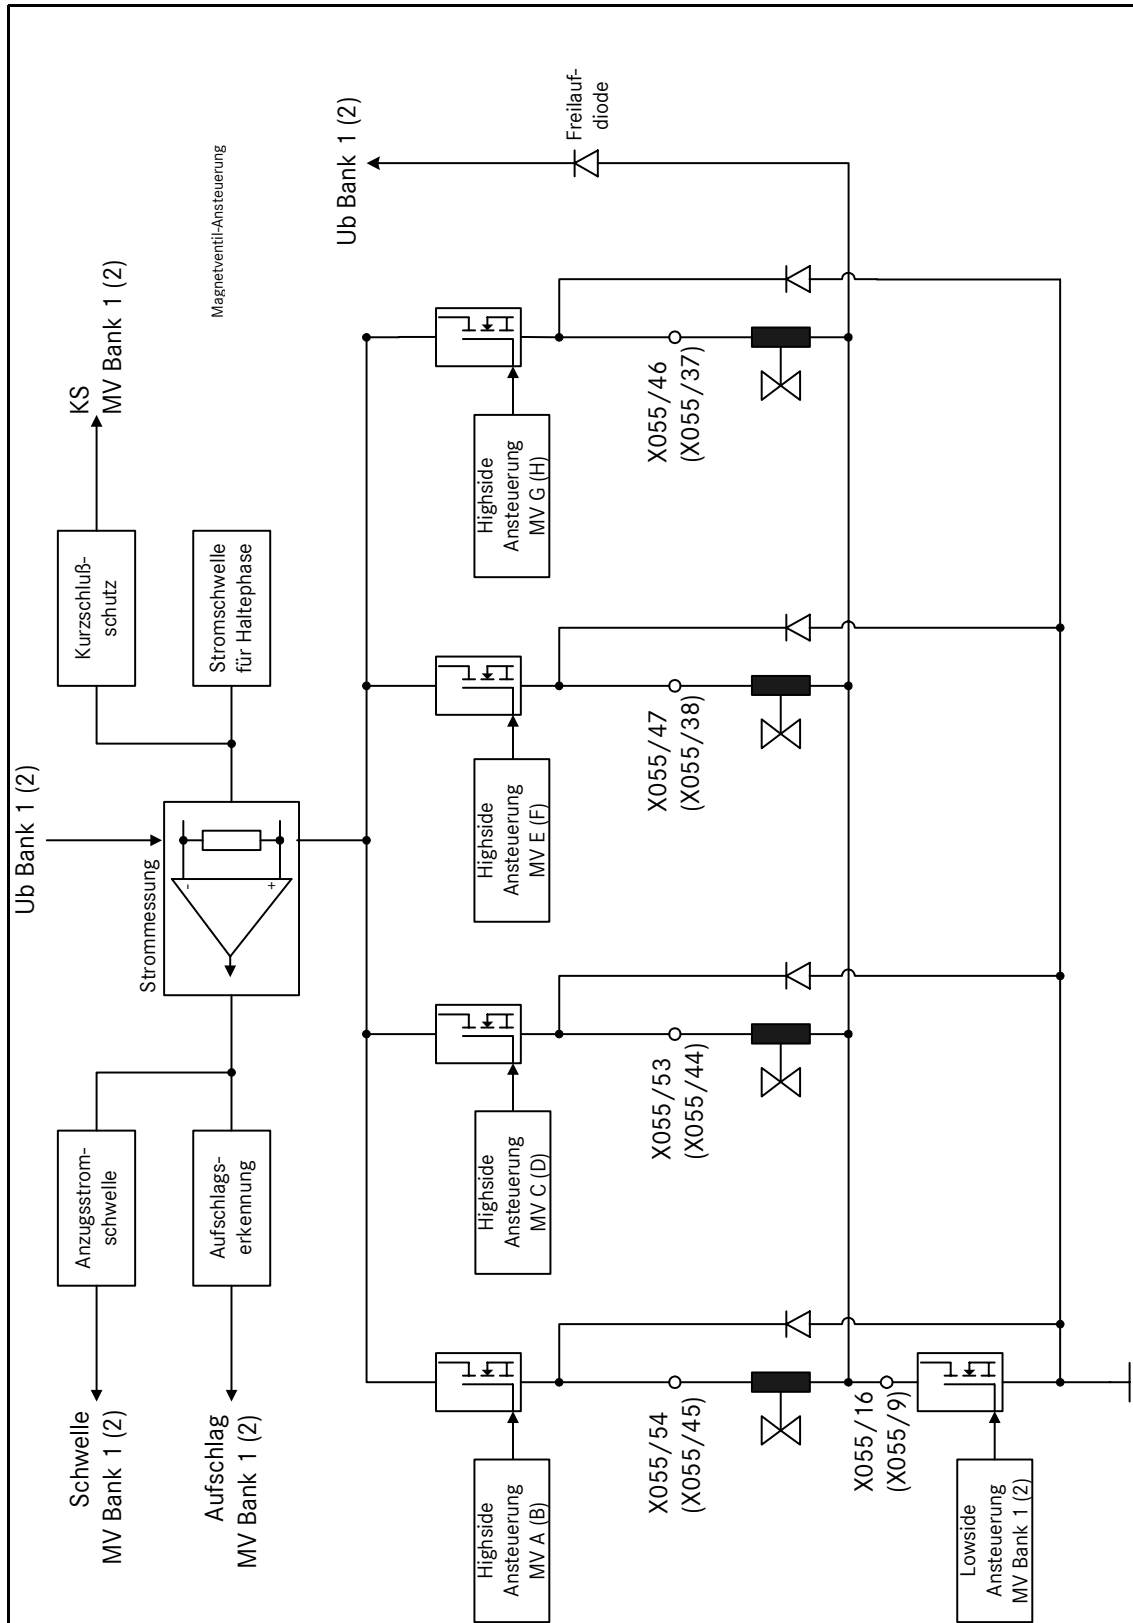 Ub Bank 1 (2)
Strommessung
-
+
Anzugsstrom-
schwelle
Aufschlags-
erkennung
Schwelle
MV Bank 1 (2)
Aufschlag
MV Bank 1 (2)
Kurzschluß-
schutz
Stromschwelle
für Haltephase
KS
MV Bank 1 (2)
Magnetventil-Ansteuerung
Ub Bank 1 (2)
Freilauf-
diode
Highside
Ansteuerung
MV A (B)
Highside
Ansteuerung
MV C (D)
Highside
Ansteuerung
MV E (F)
Highside
Ansteuerung
MV G (H)
X055/54
(X055/45)
X055/53
(X055/44)
X055/47
(X055/38)
X055/46
(X055/37)
X055/16
(X055/9)
Lowside
Ansteuerung
MV Bank 1 (2)